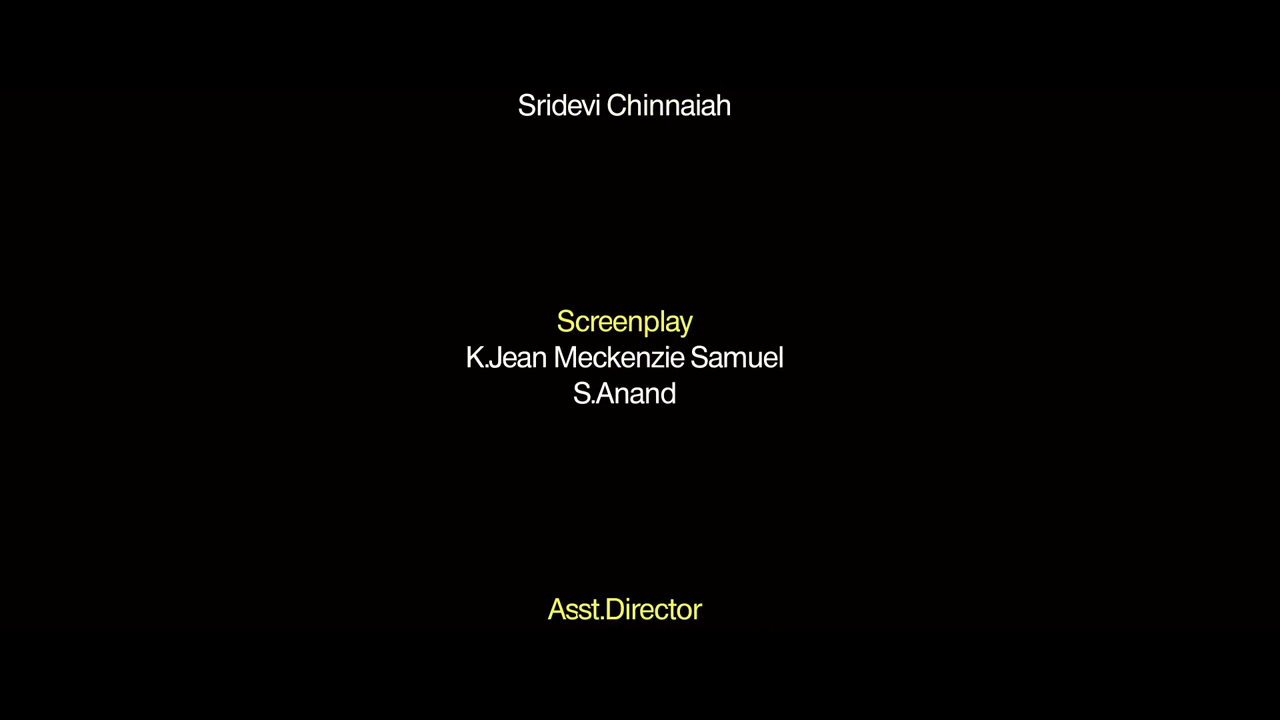 Sridevi Chinnaiah
Screenplay
K.Jean Meckenzie Samuel
S.Anand
Asst.Director